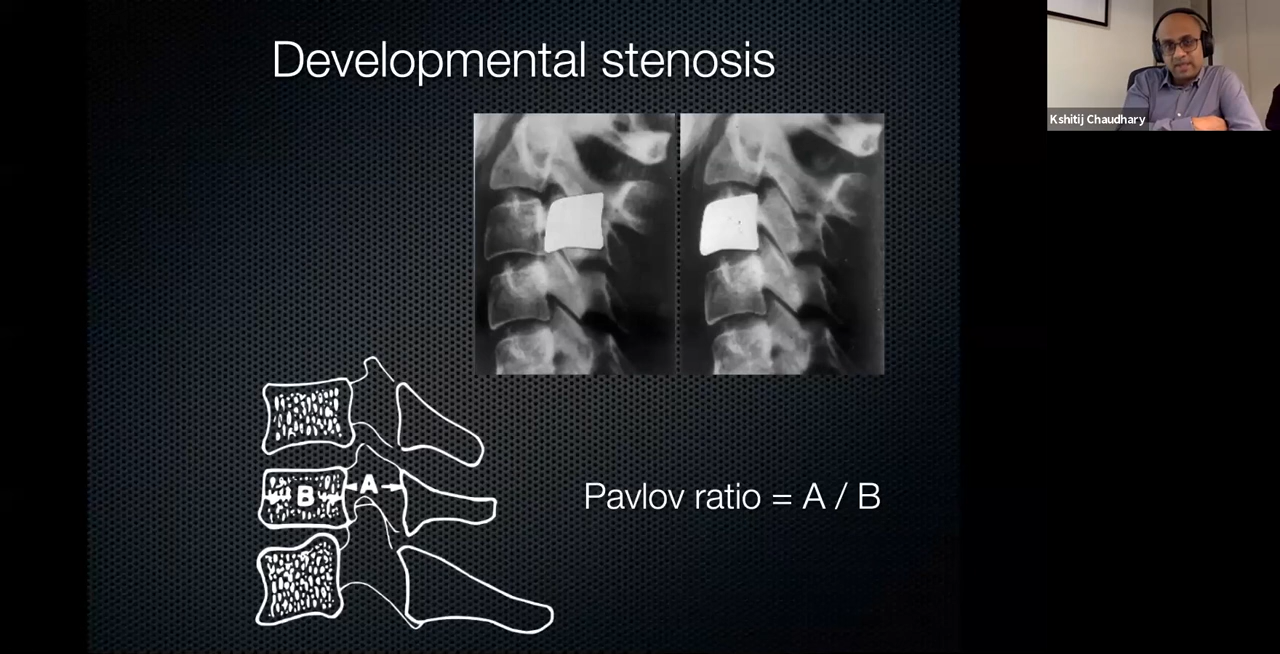 Developmental stenosis
Kshitij Chaudhary
B
A
Pavlov ratio = A / B